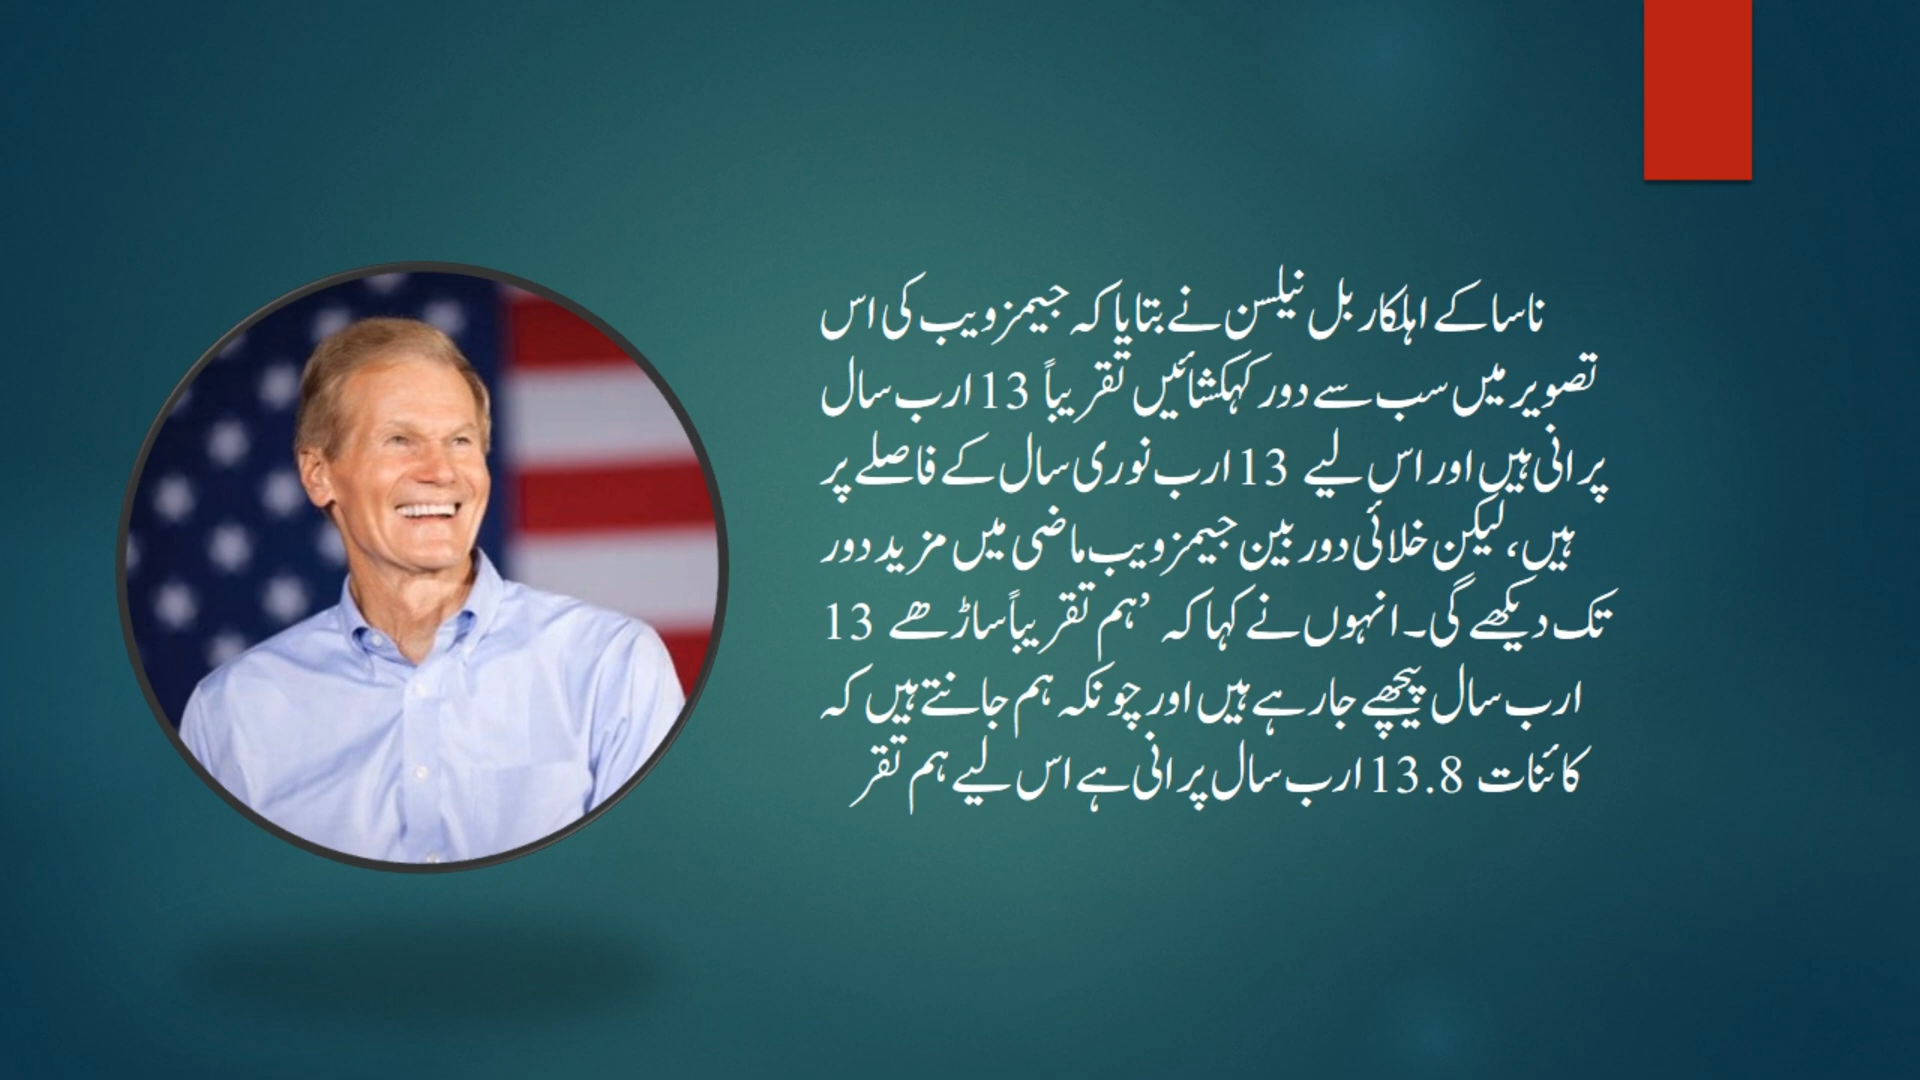 ناسا کے اہلکار بل نیلسن نے بتایا کہ جیمز ویب کی اس
تصویر میں سب سے دور کہکشائیں تقریباً 13 ارب سال
پرانی ہیں اور اس لیے 13 ارب نوری سال کے فاصلے پر
ہیں، لیکن خلائی دور بین جیمز ویب ماضی میں مزید دور
تک دیکھے گی۔ انہوں نے کہا کہ ’ہم تقریباً ساڑھے 13
ارب سال پیچھے جا رہے ہیں اور چونکہ ہم جانتے ہیں کہ
کائنات 13.8 ارب سال پرانی ہے اس لیے ہم تقر